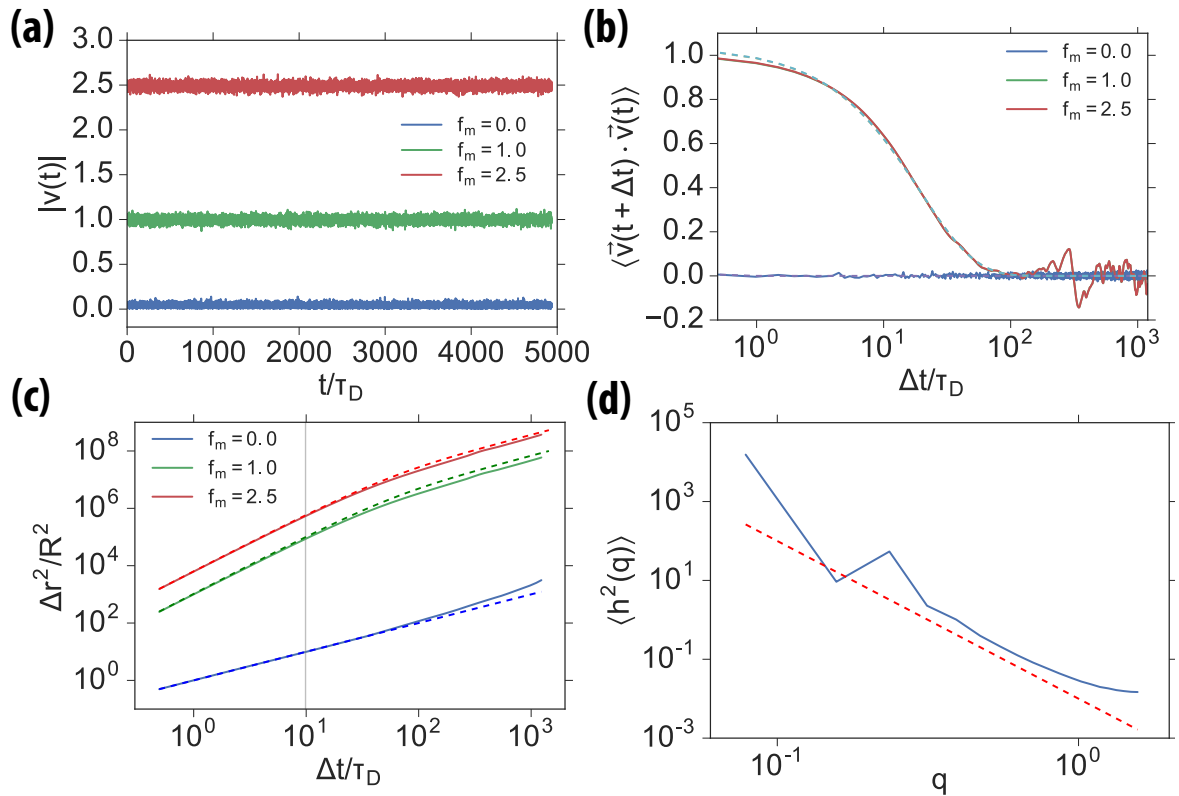 (a)
3.0
2.5
2.0
1.5
1.0
0.5
0.0
|v(t)|
f_m = 0.0
f_m = 1.0
f_m = 2.5
0 1000 2000 3000 4000 5000
t/τ_D
(b)
1.0
0.8
0.6
0.4
0.2
0.0
−0.2
⟨v⃗(t + Δt) · v⃗(t)⟩
f_m = 0.0
f_m = 1.0
f_m = 2.5
10^0 10^1 10^2 10^3
Δt/τ_D
(c)
10^8
10^6
10^4
10^2
10^0
Δr^2/R^2
f_m = 0.0
f_m = 1.0
f_m = 2.5
10^0 10^1 10^2 10^3
Δt/τ_D
(d)
10^5
10^3
10^1
10^-1
10^-3
⟨h^2(q)⟩
10^-1 10^0
q